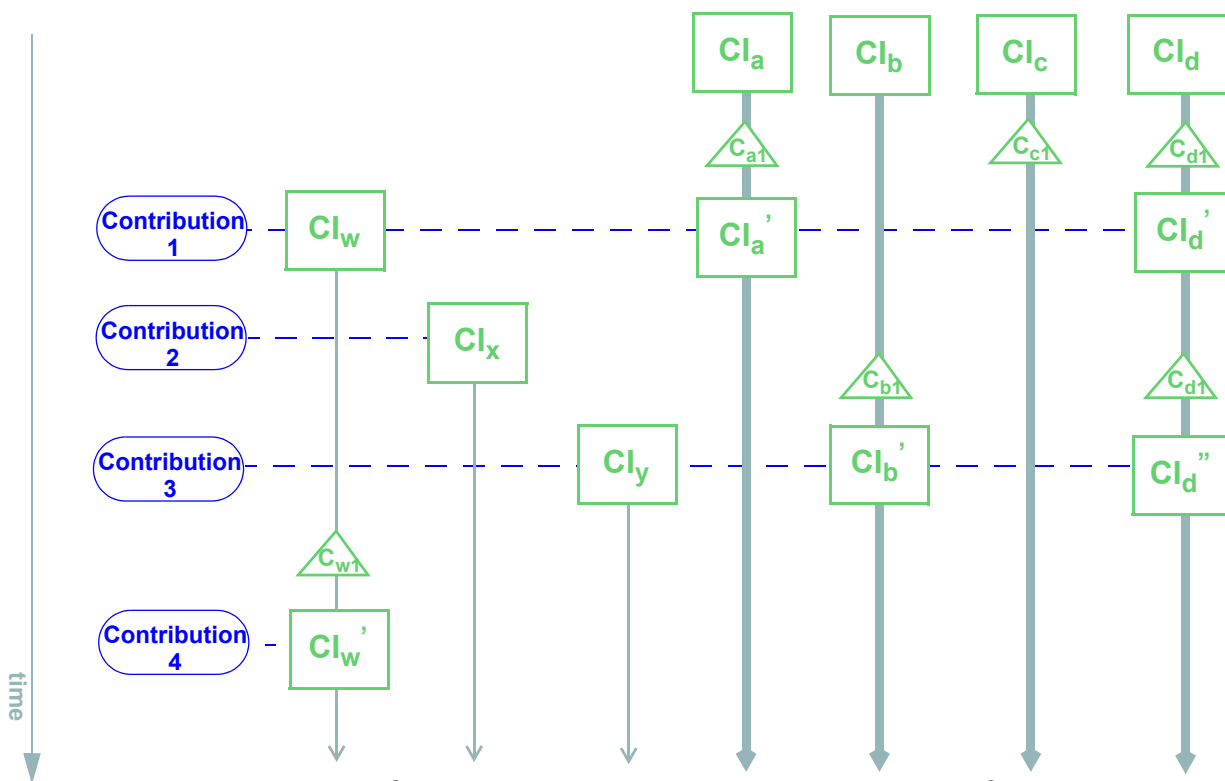 CIa CIb CIc CId
Ca1 Cc1 Cd1
Contribution
1
CIw CIa’ CId’
Contribution
2
CIx
Cb1 Cd1
Contribution
3
CIy CIb’ CId’’
Cw1
Contribution
4
CIw’
time